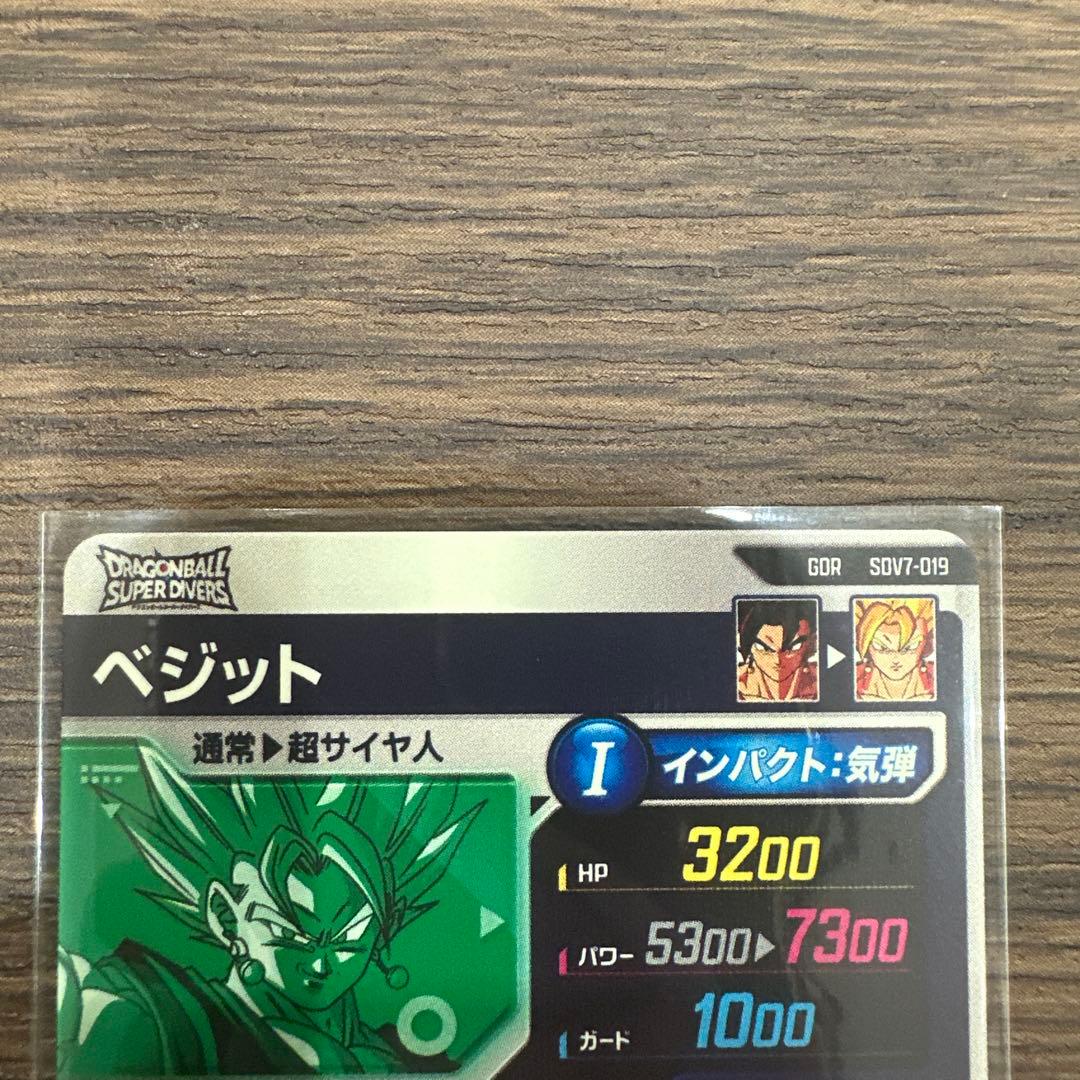 DRAGONBALL
SUPER DIVERS
GDR SDV7-019
ベジット
通常▶超サイヤ人
I インパクト:気弾
HP 3200
パワー 5300▶7300
ガード 1000